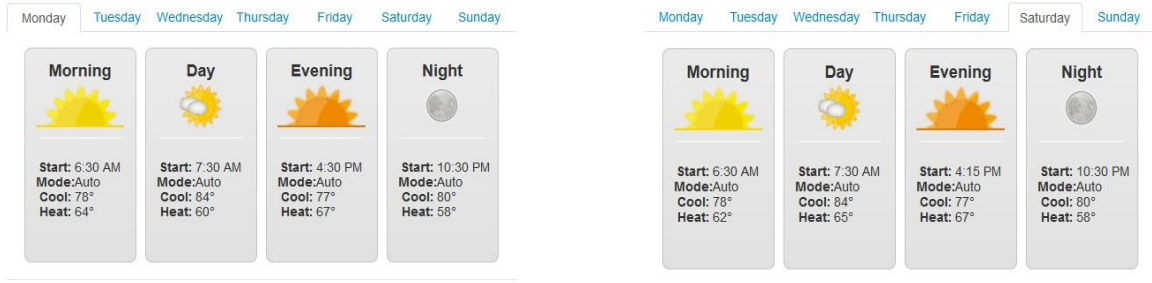 Monday Tuesday Wednesday Thursday Friday Saturday Sunday
Morning
Start: 6:30 AM
Mode:Auto
Cool: 78°
Heat: 64°
Day
Start: 7:30 AM
Mode:Auto
Cool: 84°
Heat: 60°
Evening
Start: 4:30 PM
Mode:Auto
Cool: 77°
Heat: 67°
Night
Start: 10:30 PM
Mode:Auto
Cool: 80°
Heat: 58°
Monday Tuesday Wednesday Thursday Friday Saturday Sunday
Morning
Start: 6:30 AM
Mode:Auto
Cool: 78°
Heat: 62°
Day
Start: 7:30 AM
Mode:Auto
Cool: 84°
Heat: 65°
Evening
Start: 4:15 PM
Mode:Auto
Cool: 77°
Heat: 67°
Night
Start: 10:30 PM
Mode:Auto
Cool: 80°
Heat: 58°